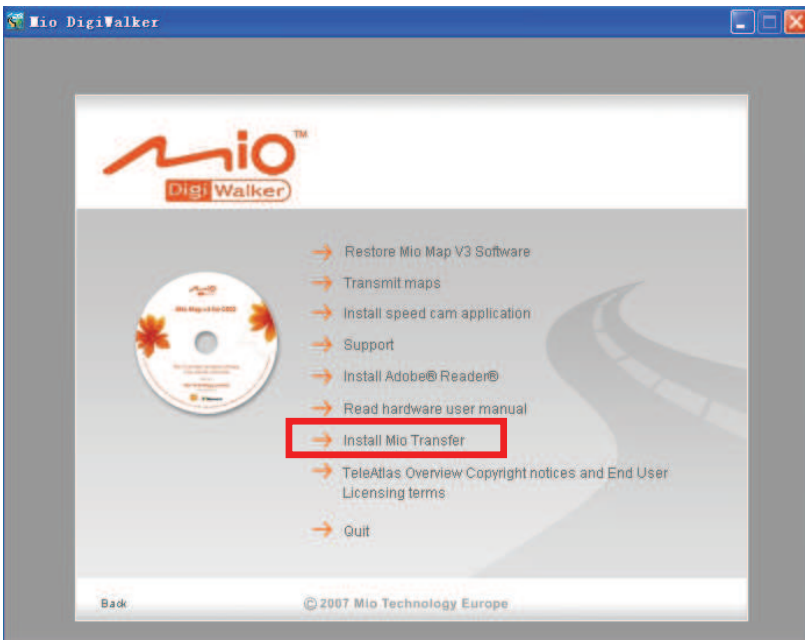 Mio DigiWalker
mio™
Digi Walker
Restore Mio Map V3 Software
Transmit maps
Install speed cam application
Support
Install Adobe® Reader®
Read hardware user manual
Install Mio Transfer
TeleAtlas Overview Copyright notices and End User
Licensing terms
Quit
Back
© 2007 Mio Technology Europe